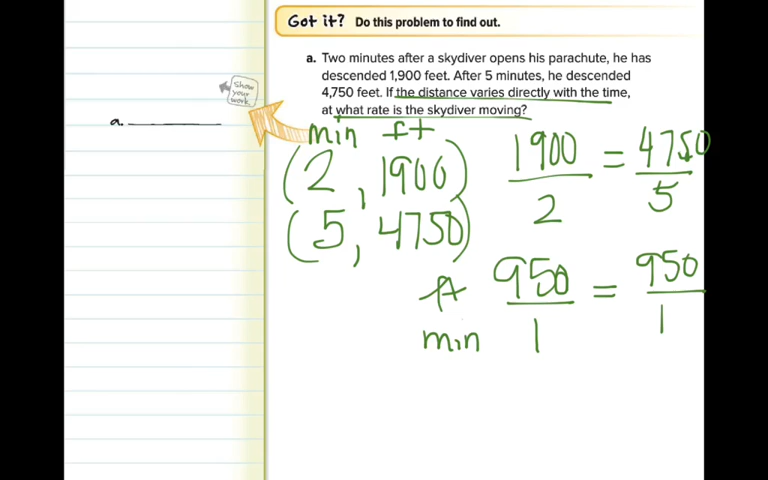 Got it? Do this problem to find out.
a. Two minutes after a skydiver opens his parachute, he has
descended 1,900 feet. After 5 minutes, he descended
4,750 feet. If the distance varies directly with the time,
at what rate is the skydiver moving?
Show
your
work.
a.
min ft
(2, 1900)
(5, 4750)
1900/2 = 4750/5
ft/min 950/1 = 950/1